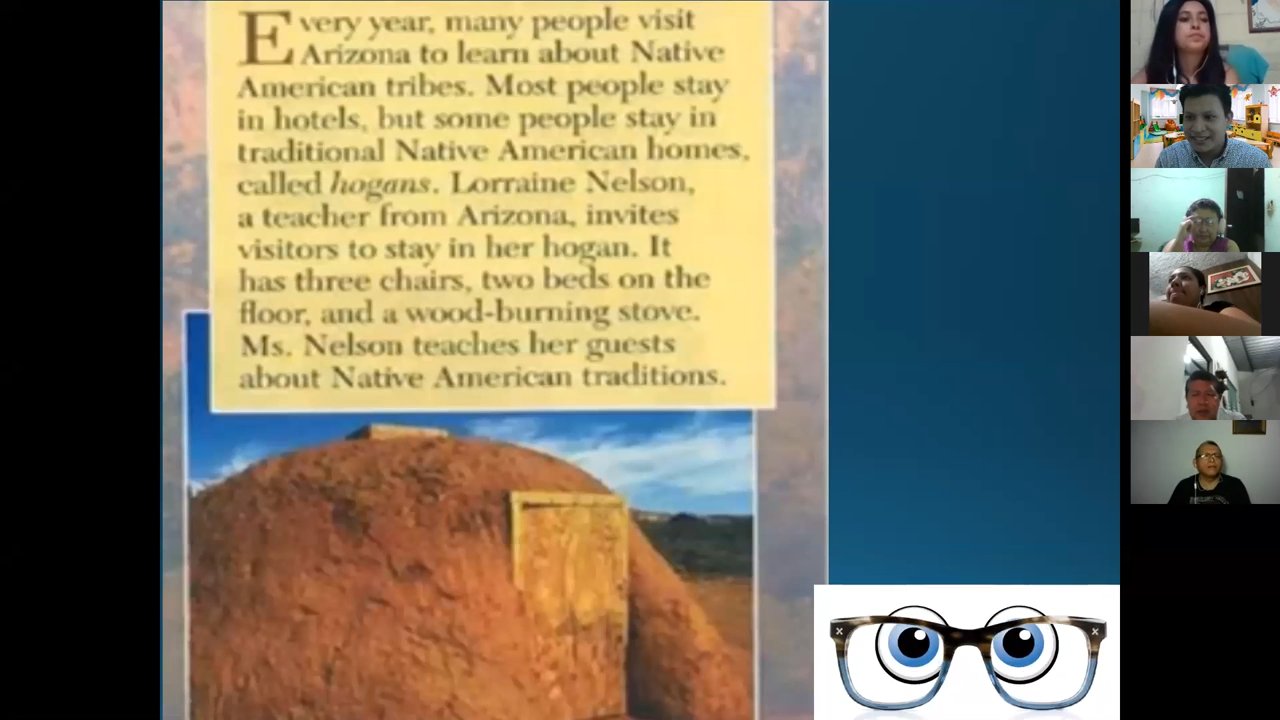 Every year, many people visit
Arizona to learn about Native
American tribes. Most people stay
in hotels, but some people stay in
traditional Native American homes,
called hogans. Lorraine Nelson,
a teacher from Arizona, invites
visitors to stay in her hogan. It
has three chairs, two beds on the
floor, and a wood-burning stove.
Ms. Nelson teaches her guests
about Native American traditions.